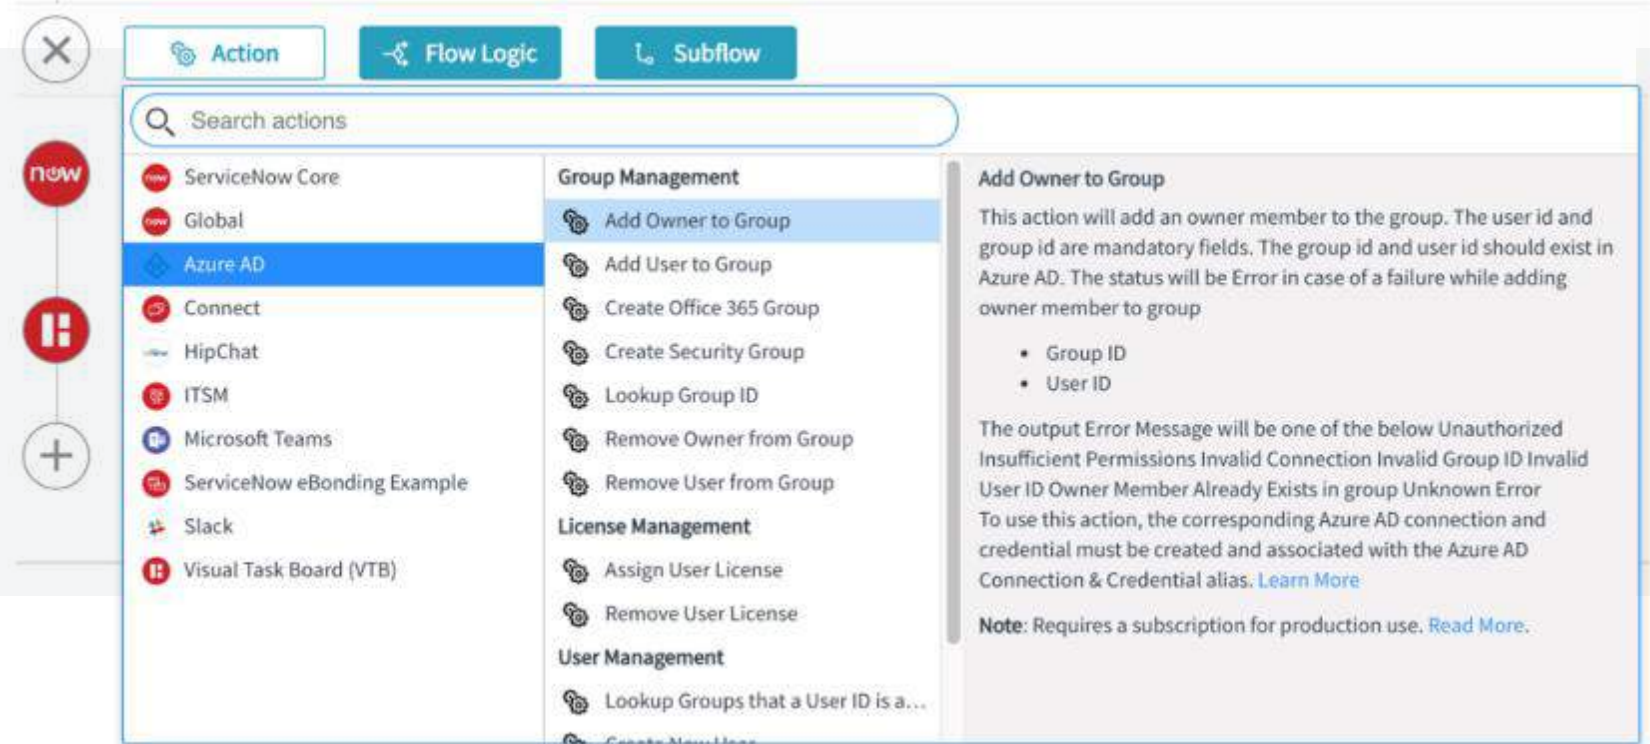 Action
Flow Logic
Subflow
Search actions
now
ServiceNow Core
Global
Azure AD
Connect
HipChat
ITSM
Microsoft Teams
ServiceNow eBonding Example
Slack
Visual Task Board (VTB)
Group Management
Add Owner to Group
Add User to Group
Create Office 365 Group
Create Security Group
Lookup Group ID
Remove Owner from Group
Remove User from Group
License Management
Assign User License
Remove User License
User Management
Lookup Groups that a User ID is a...
Create New User
Add Owner to Group
This action will add an owner member to the group. The user id and
group id are mandatory fields. The group id and user id should exist in
Azure AD. The status will be Error in case of a failure while adding
owner member to group
• Group ID
• User ID
The output Error Message will be one of the below Unauthorized
Insufficient Permissions Invalid Connection Invalid Group ID Invalid
User ID Owner Member Already Exists in group Unknown Error
To use this action, the corresponding Azure AD connection and
credential must be created and associated with the Azure AD
Connection & Credential alias. Learn More
Note: Requires a subscription for production use. Read More.